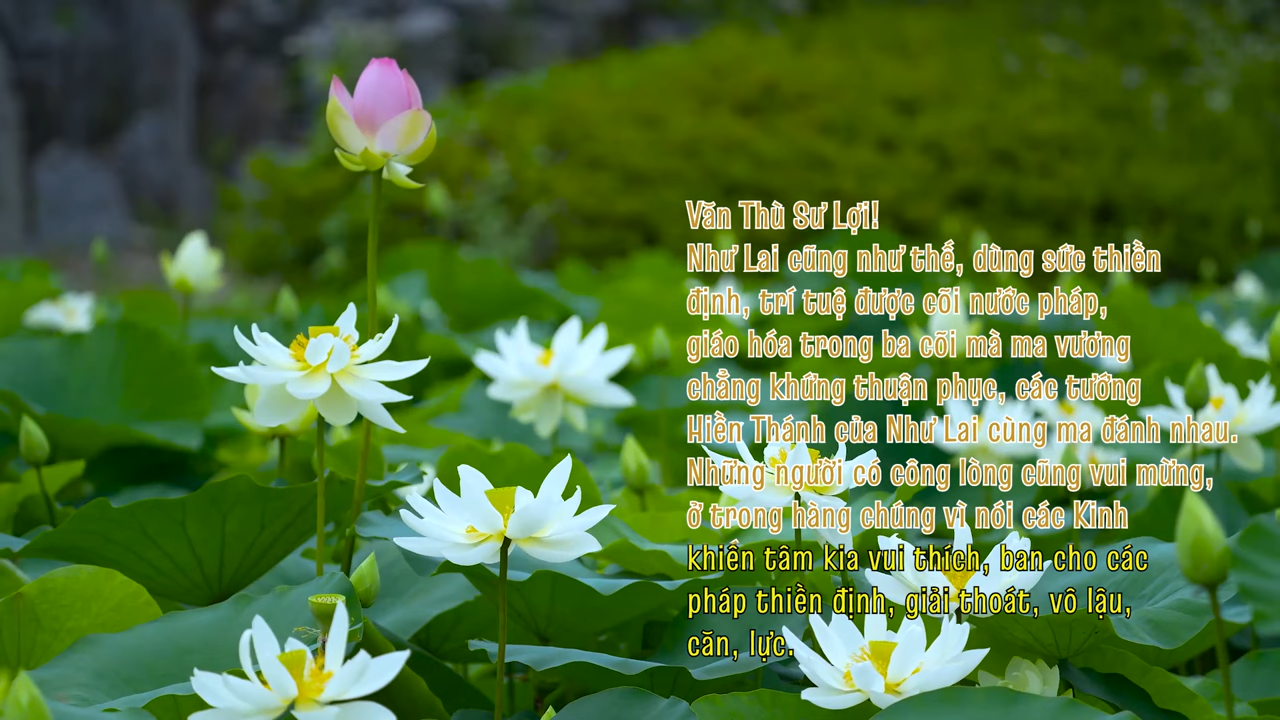 Văn Thù Sư Lợi!
Như Lai cũng như thế, dùng sức thiền
định, trí tuệ được cõi nước pháp,
giáo hóa trong ba cõi mà ma vương
chẳng khứng thuận phục, các tướng
Hiền Thánh của Như Lai cùng ma đánh nhau.
Những người có công lòng cũng vui mừng,
ở trong hàng chúng vì nói các Kinh
khiến tâm kia vui thích, ban cho các
pháp thiền định, giải thoát, vô lậu,
căn, lực.